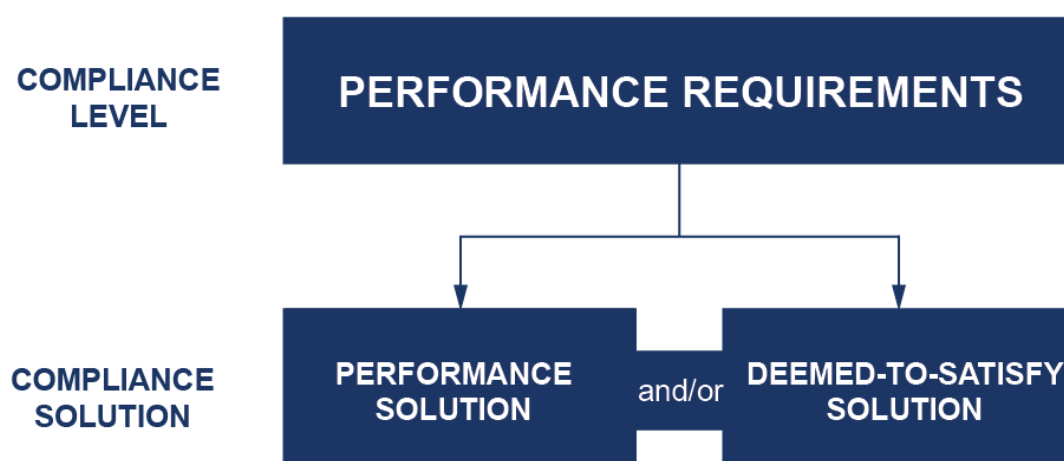 COMPLIANCE
LEVEL
PERFORMANCE REQUIREMENTS
COMPLIANCE
SOLUTION
PERFORMANCE
SOLUTION
and/or
DEEMED-TO-SATISFY
SOLUTION